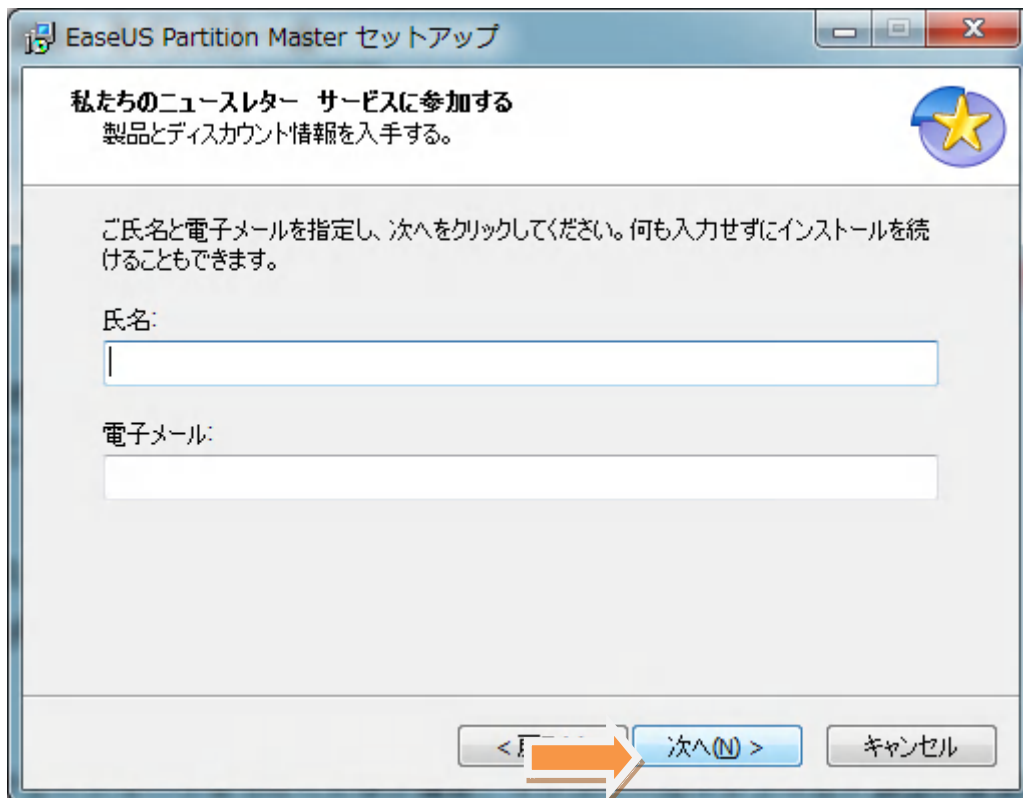 EaseUS Partition Master セットアップ
私たちのニュースレター サービスに参加する
製品とディスカウント情報を入手する。
ご氏名と電子メールを指定し、次へをクリックしてください。何も入力せずにインストールを続
けることもできます。
氏名:
電子メール:
< 次へ(N) > キャンセル